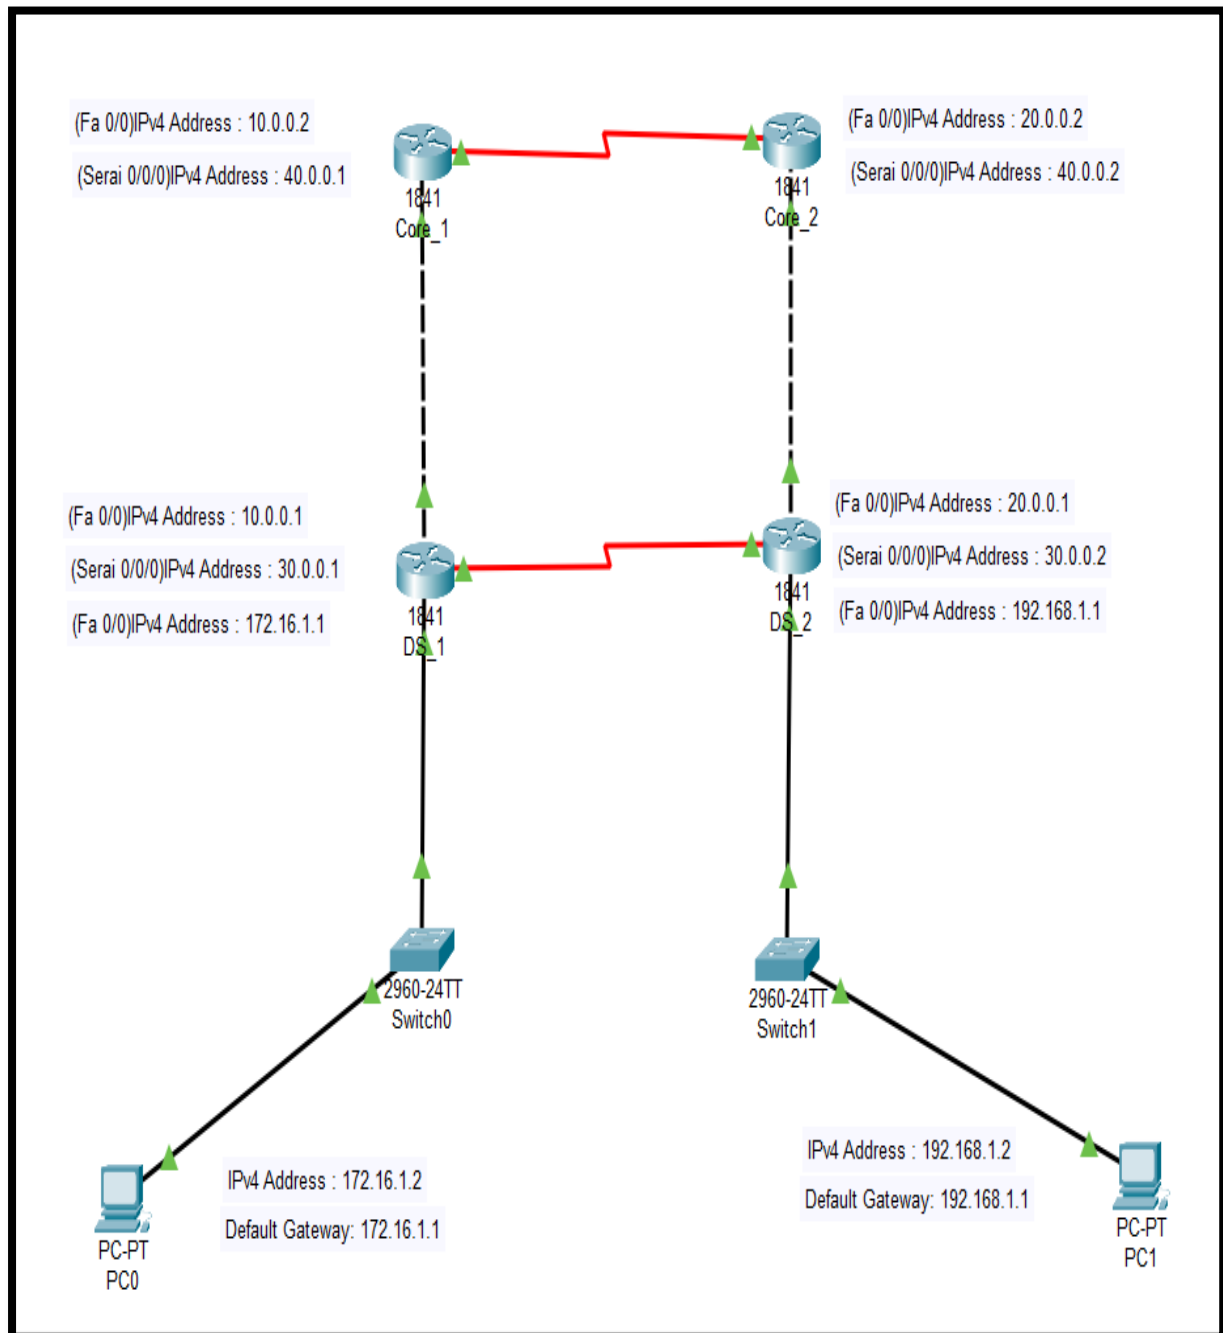 (Fa 0/0)IPv4 Address : 10.0.0.2
(Serai 0/0/0)IPv4 Address : 40.0.0.1
1841
Core_1
(Fa 0/0)IPv4 Address : 20.0.0.2
(Serai 0/0/0)IPv4 Address : 40.0.0.2
1841
Core_2
(Fa 0/0)IPv4 Address : 10.0.0.1
(Serai 0/0/0)IPv4 Address : 30.0.0.1
(Fa 0/0)IPv4 Address : 172.16.1.1
1841
DS_1
(Fa 0/0)IPv4 Address : 20.0.0.1
(Serai 0/0/0)IPv4 Address : 30.0.0.2
(Fa 0/0)IPv4 Address : 192.168.1.1
1841
DS_2
2960-24TT
Switch0
2960-24TT
Switch1
IPv4 Address : 172.16.1.2
Default Gateway: 172.16.1.1
PC-PT
PC0
IPv4 Address : 192.168.1.2
Default Gateway: 192.168.1.1
PC-PT
PC1